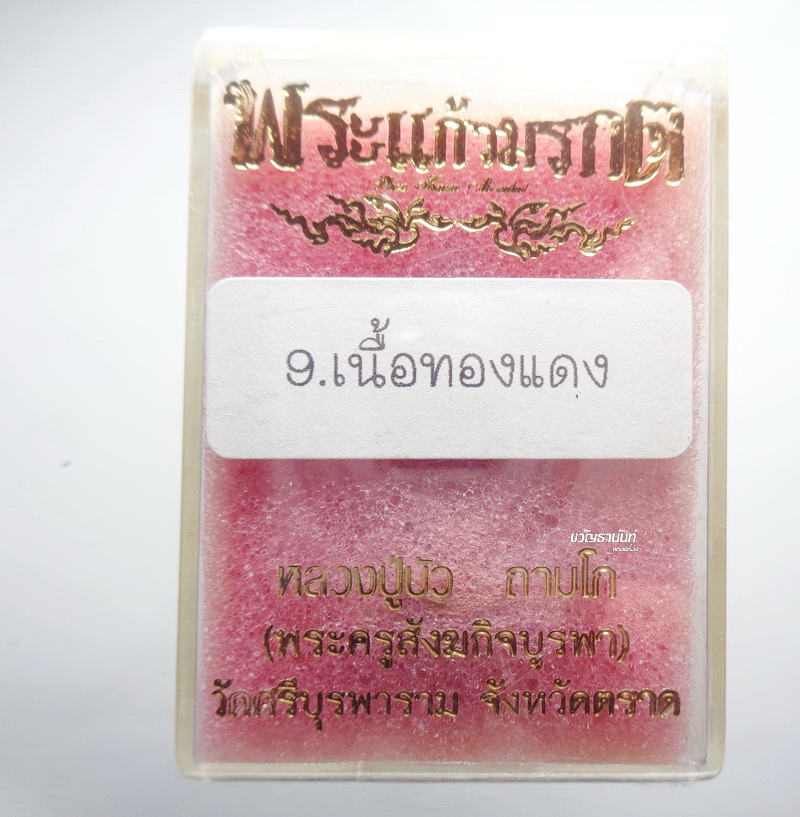 พระแก้วมรกต
9.เนื้อทองแดง
ขวัญธานินท์
หลวงปู่บัว ถามโก
(พระครูสังฆกิจบูรพา)
วัดศรีบุรพาราม จังหวัดตราด